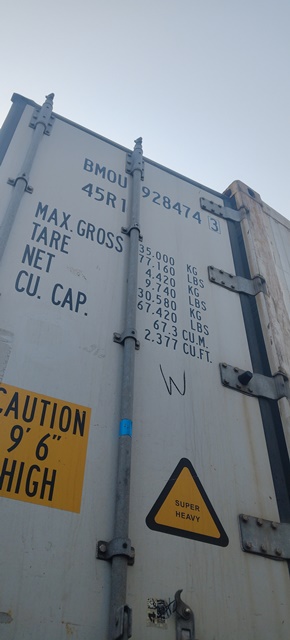 BMOU 928474 3
45R1
MAX. GROSS 35.000 KG
77,160 LBS
TARE 4.420 KG
9.740 LBS
NET 30.580 KG
67.420 LBS
CU. CAP. 67.3 CU.M.
2,377 CU.FT.
W
CAUTION
9'6"
HIGH
SUPER
HEAVY